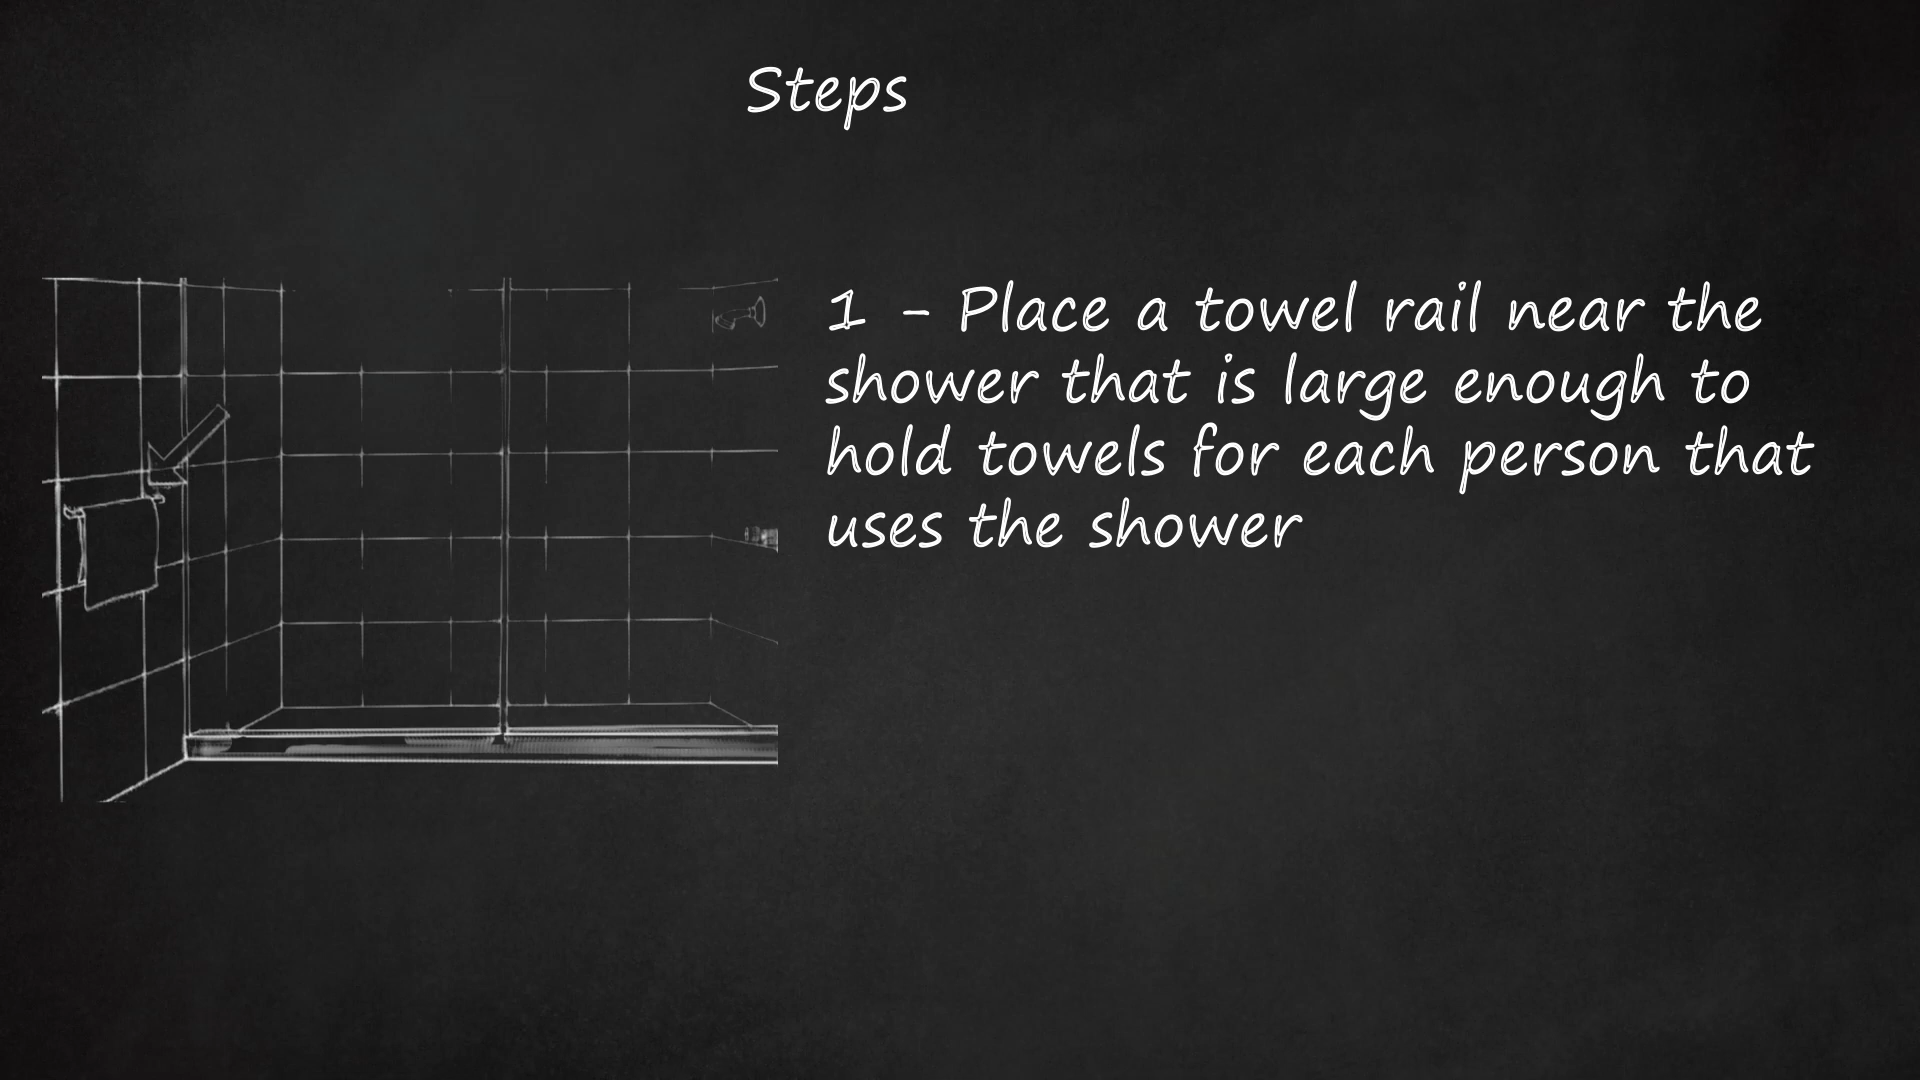 Steps
1 - Place a towel rail near the
shower that is large enough to
hold towels for each person that
uses the shower